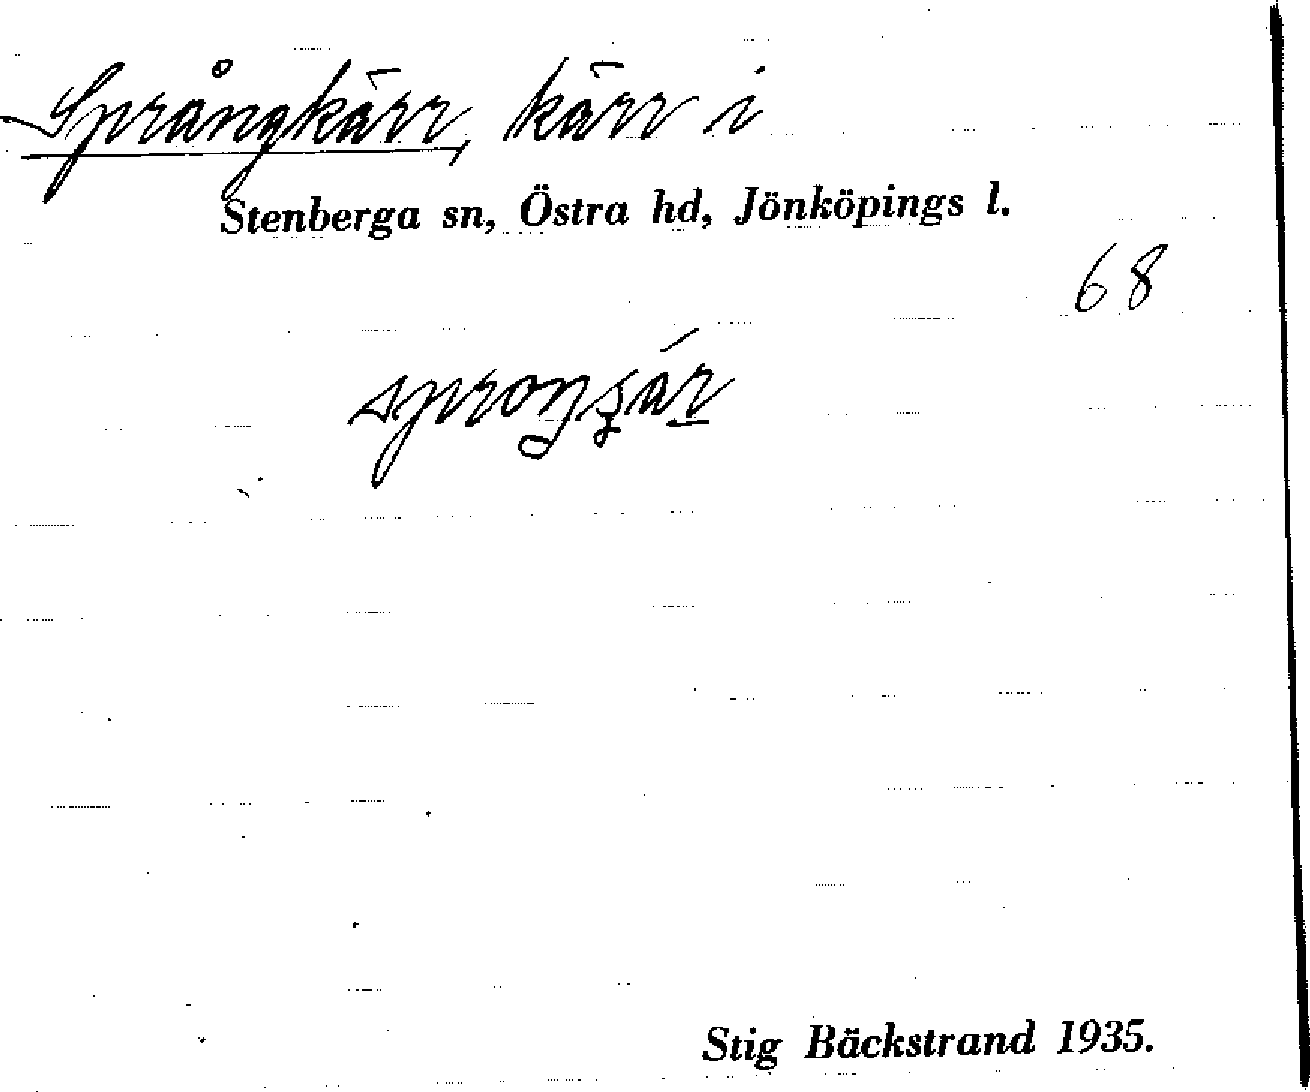 Språngkärr, kärr i
Stenberga sn, Östra hd, Jönköpings l.
68
Stig Bäckstrand 1935.